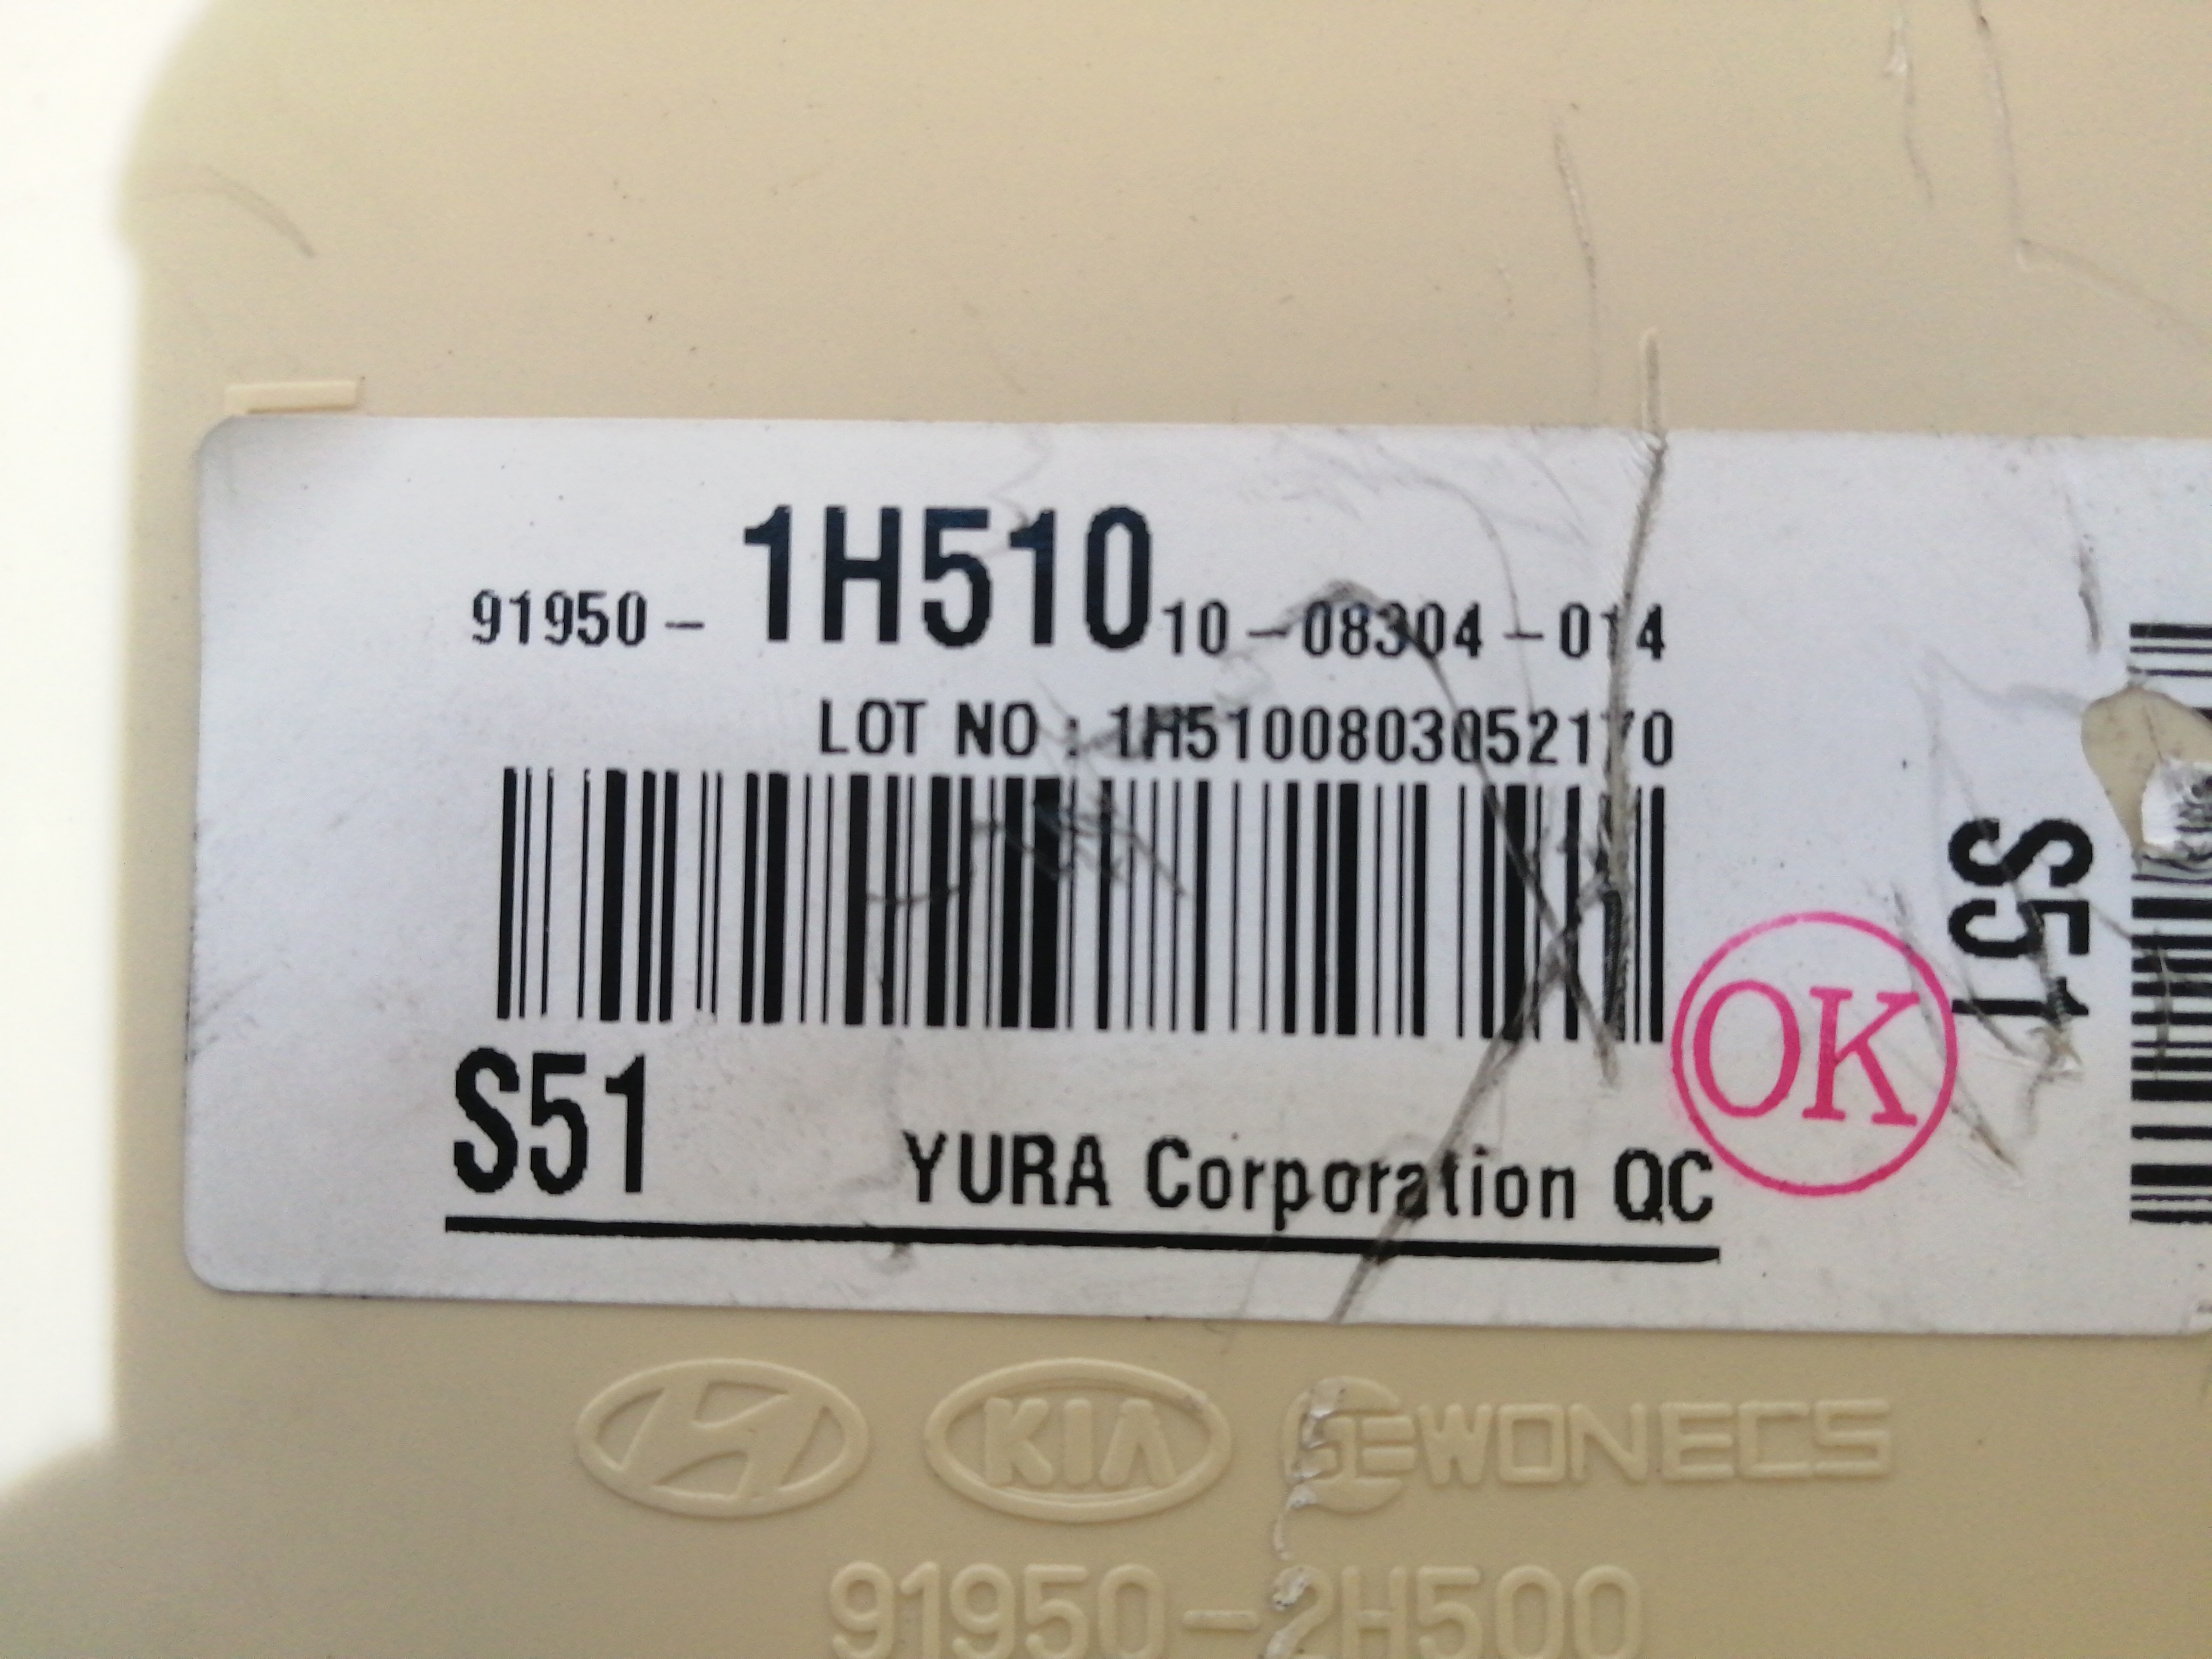 91950-1H510 10-08304-014
LOT NO : 1H5100803052170
S51
YURA Corporation QC
OK
S51
KIA WONECS
91950-2H500